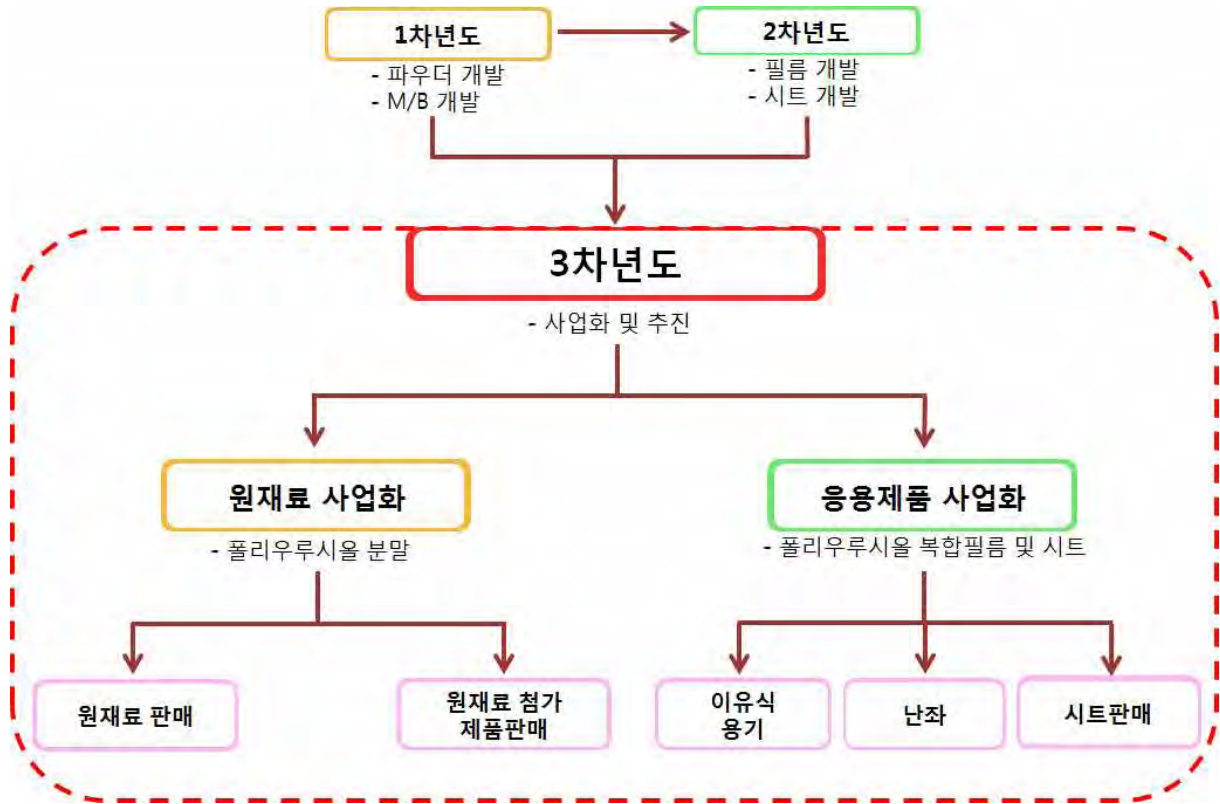 1차년도
- 파우더 개발
- M/B 개발
2차년도
- 필름 개발
- 시트 개발
3차년도
- 사업화 및 추진
원재료 사업화
- 폴리우루시올 분말
응용제품 사업화
- 폴리우루시올 복합필름 및 시트
원재료 판매
원재료 첨가
제품판매
이유식
용기
난좌
시트판매